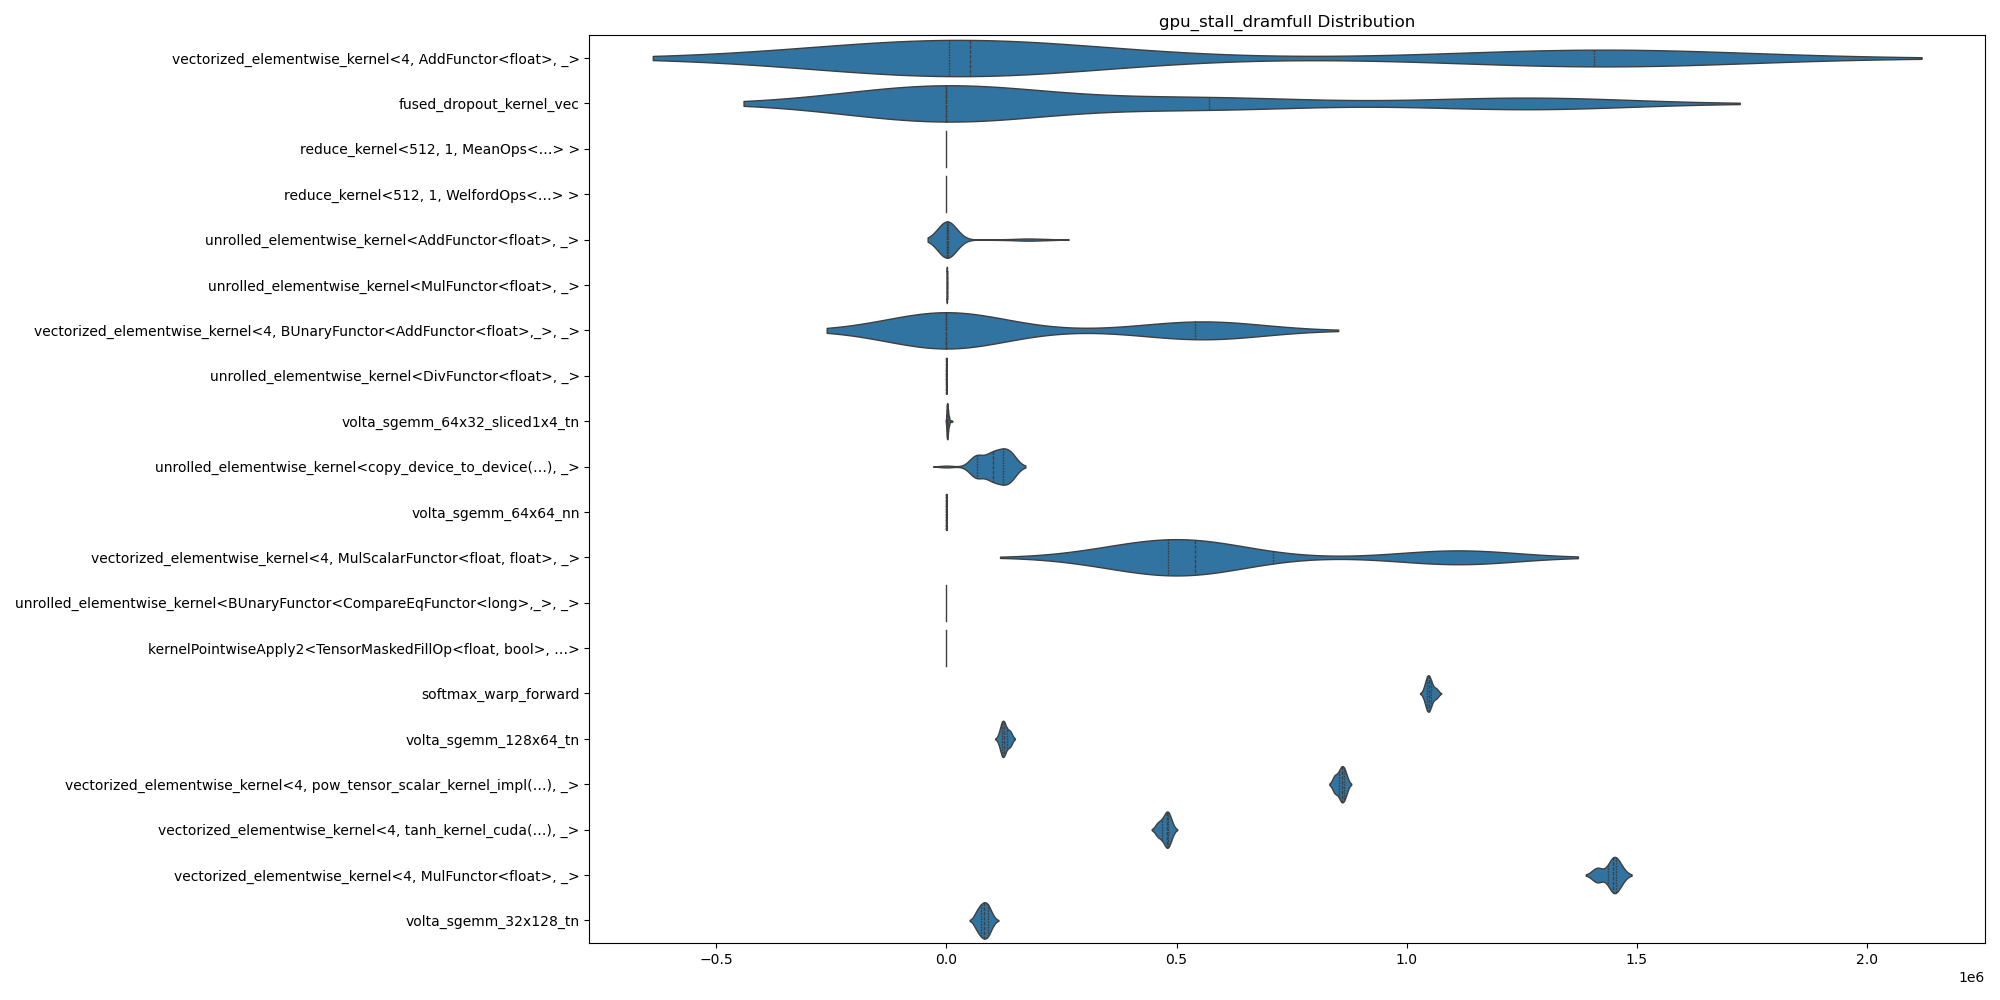 gpu_stall_dramfull Distribution
vectorized_elementwise_kernel<4, AddFunctor<float>, _>
fused_dropout_kernel_vec
reduce_kernel<512, 1, MeanOps<...> >
reduce_kernel<512, 1, WelfordOps<...> >
unrolled_elementwise_kernel<AddFunctor<float>, _>
unrolled_elementwise_kernel<MulFunctor<float>, _>
vectorized_elementwise_kernel<4, BUnaryFunctor<AddFunctor<float>,_>, _>
unrolled_elementwise_kernel<DivFunctor<float>, _>
volta_sgemm_64x32_sliced1x4_tn
unrolled_elementwise_kernel<copy_device_to_device(...), _>
volta_sgemm_64x64_nn
vectorized_elementwise_kernel<4, MulScalarFunctor<float, float>, _>
unrolled_elementwise_kernel<BUnaryFunctor<CompareEqFunctor<long>,_>, _>
kernelPointwiseApply2<TensorMaskedFillOp<float, bool>, ...>
softmax_warp_forward
volta_sgemm_128x64_tn
vectorized_elementwise_kernel<4, pow_tensor_scalar_kernel_impl(...), _>
vectorized_elementwise_kernel<4, tanh_kernel_cuda(...), _>
vectorized_elementwise_kernel<4, MulFunctor<float>, _>
volta_sgemm_32x128_tn
−0.5 0.0 0.5 1.0 1.5 2.0
1e6